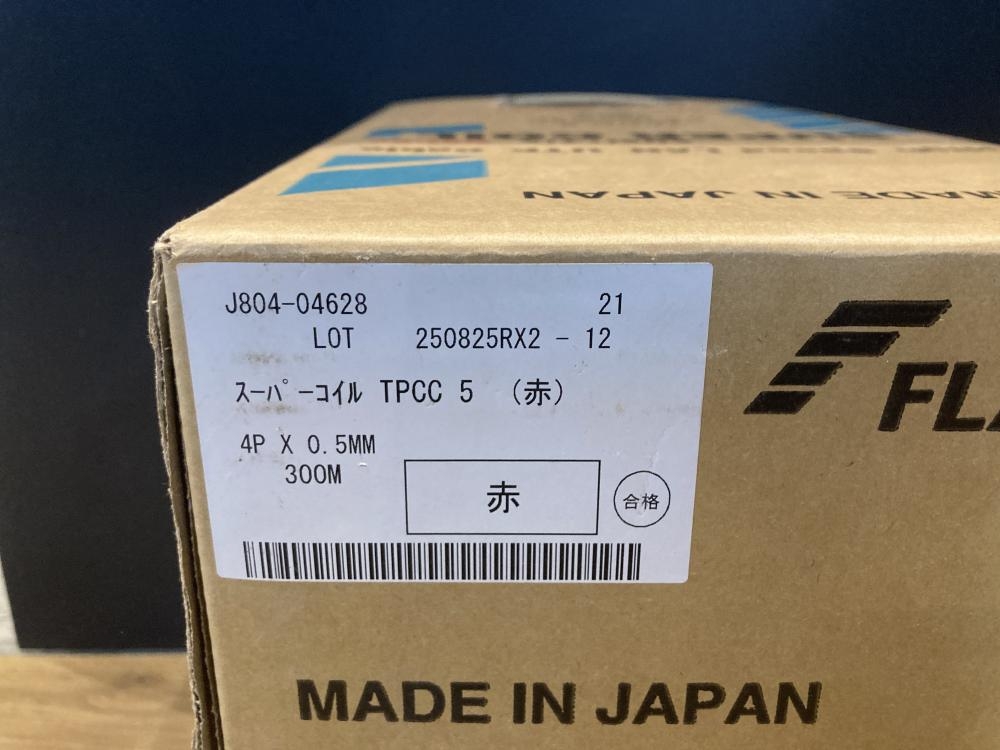 MADE IN JAPAN
J804-04628 21
LOT 250825RX2 - 12
ｽｰﾊﾟｰｺｲﾙ TPCC 5 (赤)
4P X 0.5MM
300M
赤
合格
MADE IN JAPAN